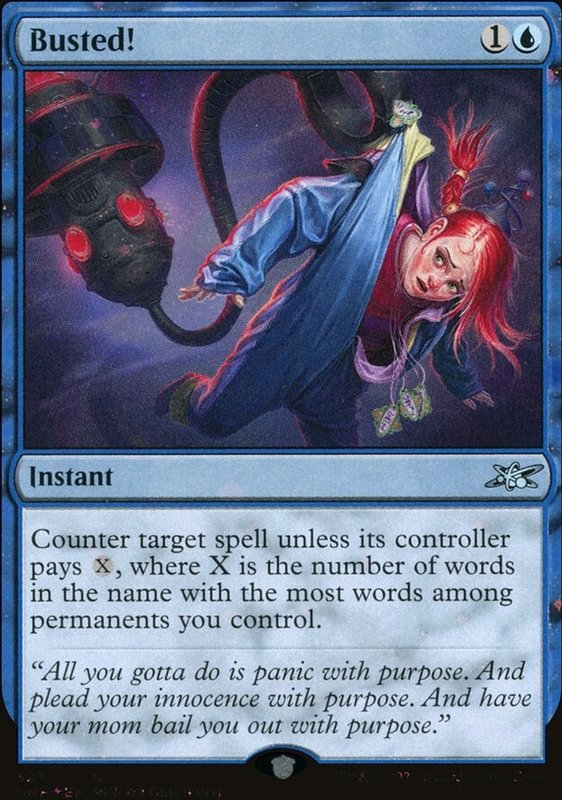 Busted!
1
Instant
Counter target spell unless its controller
pays X, where X is the number of words
in the name with the most words among
permanents you control.
“All you gotta do is panic with purpose. And
plead your innocence with purpose. And have
your mom bail you out with purpose.”